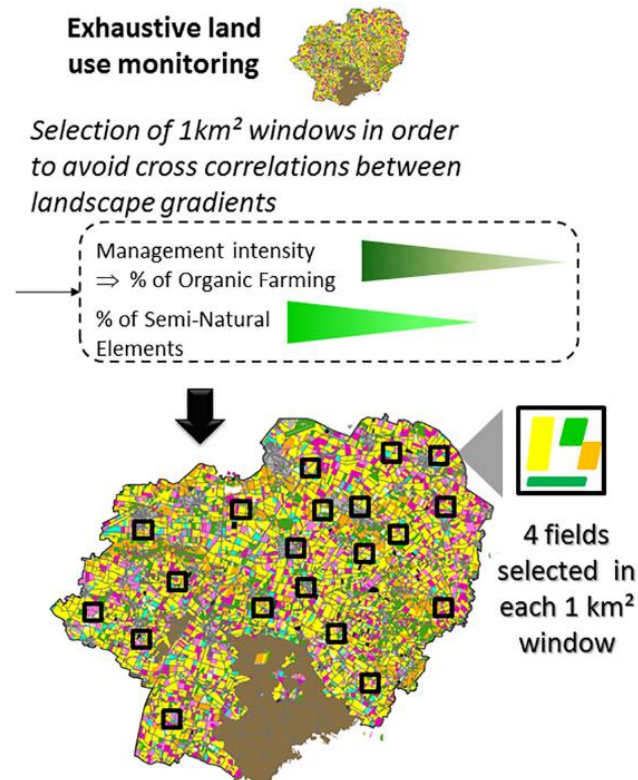 Exhaustive land
use monitoring
Selection of 1km² windows in order
to avoid cross correlations between
landscape gradients
Management intensity
⇒ % of Organic Farming
% of Semi-Natural
Elements
4 fields
selected in
each 1 km²
window